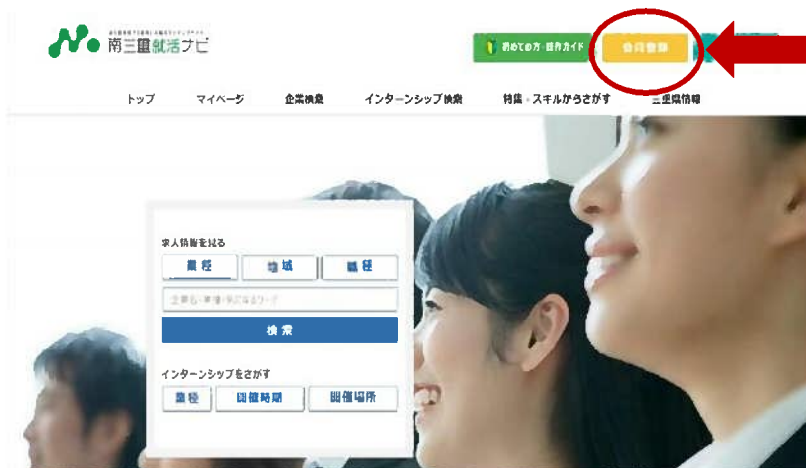 南三重就活ナビ
初めての方・操作ガイド
会員登録
トップ マイページ 企業検索 インターンシップ検索 特集・スキルからさがす 三重県情報
求人情報を見る
業種 地域 職種
検索
インターンシップをさがす
業種 開催時期 開催場所